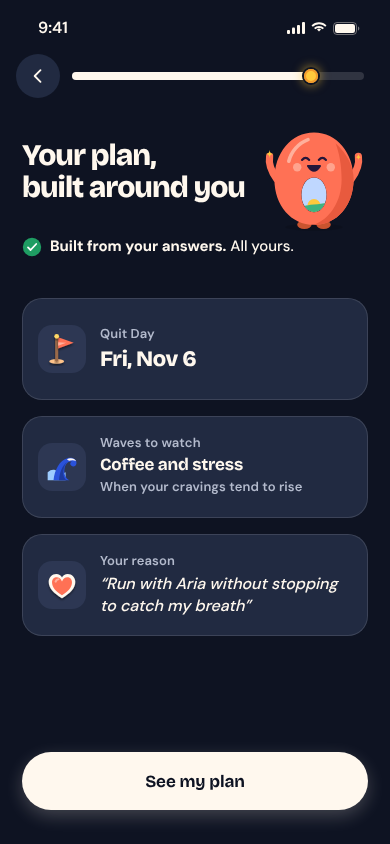 9:41
Your plan,
built around you
Built from your answers. All yours.
Quit Day
Fri, Nov 6
Waves to watch
Coffee and stress
When your cravings tend to rise
Your reason
“Run with Aria without stopping
to catch my breath”
See my plan